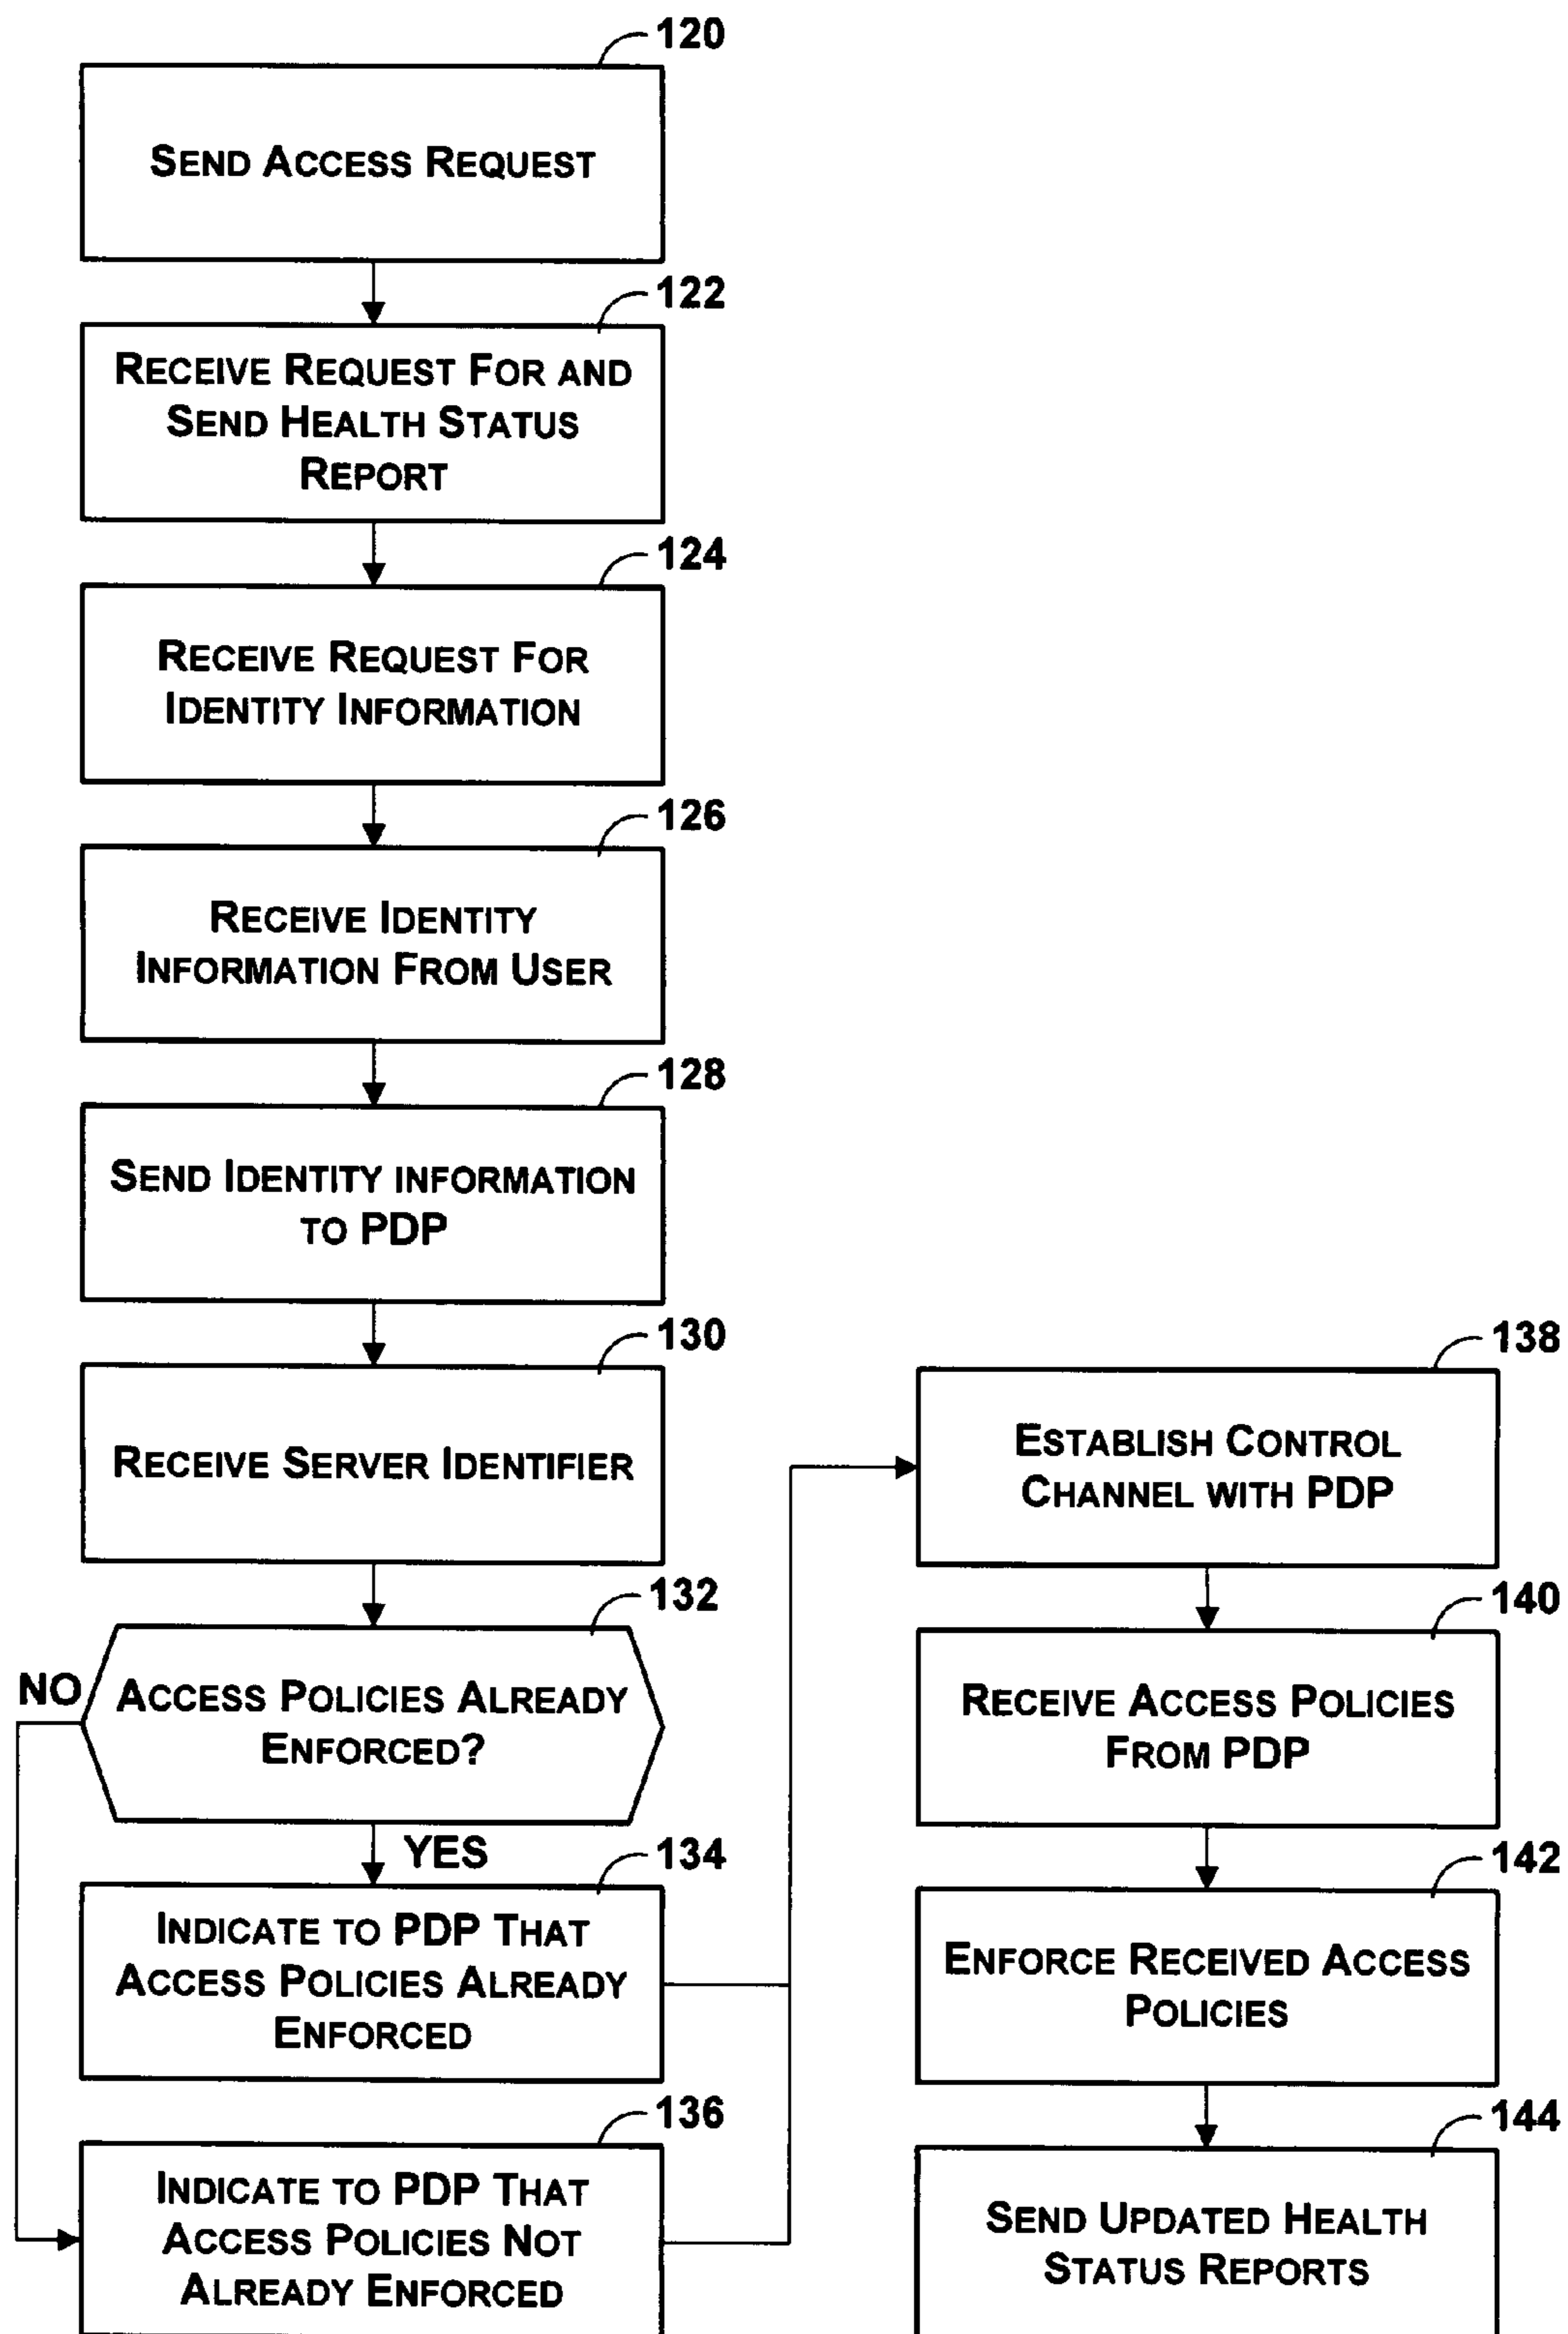 120
SEND ACCESS REQUEST
122
RECEIVE REQUEST FOR AND
SEND HEALTH STATUS
REPORT
124
RECEIVE REQUEST FOR
IDENTITY INFORMATION
126
RECEIVE IDENTITY
INFORMATION FROM USER
128
SEND IDENTITY INFORMATION
TO PDP
130
RECEIVE SERVER IDENTIFIER
132
NO
ACCESS POLICIES ALREADY
ENFORCED?
YES
134
INDICATE TO PDP THAT
ACCESS POLICIES ALREADY
ENFORCED
136
INDICATE TO PDP THAT
ACCESS POLICIES NOT
ALREADY ENFORCED
138
ESTABLISH CONTROL
CHANNEL WITH PDP
140
RECEIVE ACCESS POLICIES
FROM PDP
142
ENFORCE RECEIVED ACCESS
POLICIES
144
SEND UPDATED HEALTH
STATUS REPORTS